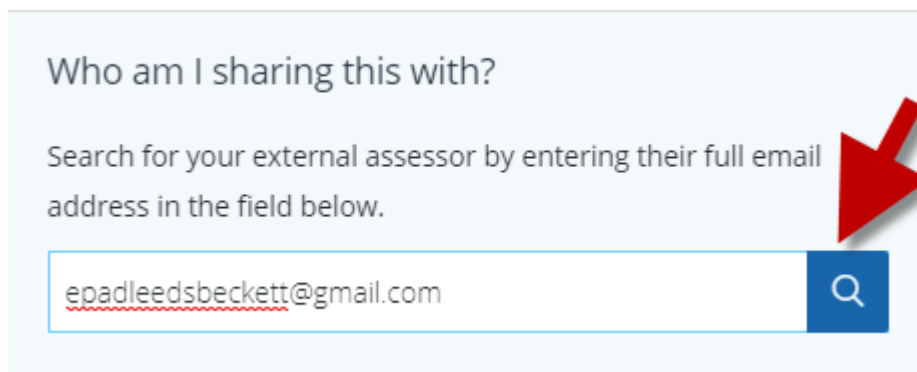 Who am I sharing this with?
Search for your external assessor by entering their full email
address in the field below.
epadleedsbeckett@gmail.com